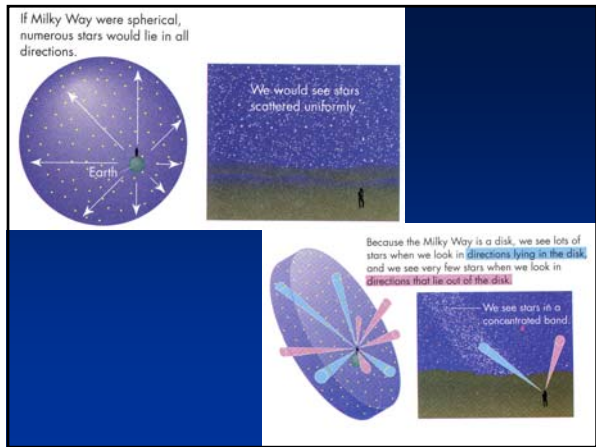 If Milky Way were spherical,
numerous stars would lie in all
directions.
We would see stars
scattered uniformly.
Earth
Because the Milky Way is a disk, we see lots of
stars when we look in directions lying in the disk,
and we see very few stars when we look in
directions that lie out of the disk.
We see stars in a
concentrated band.